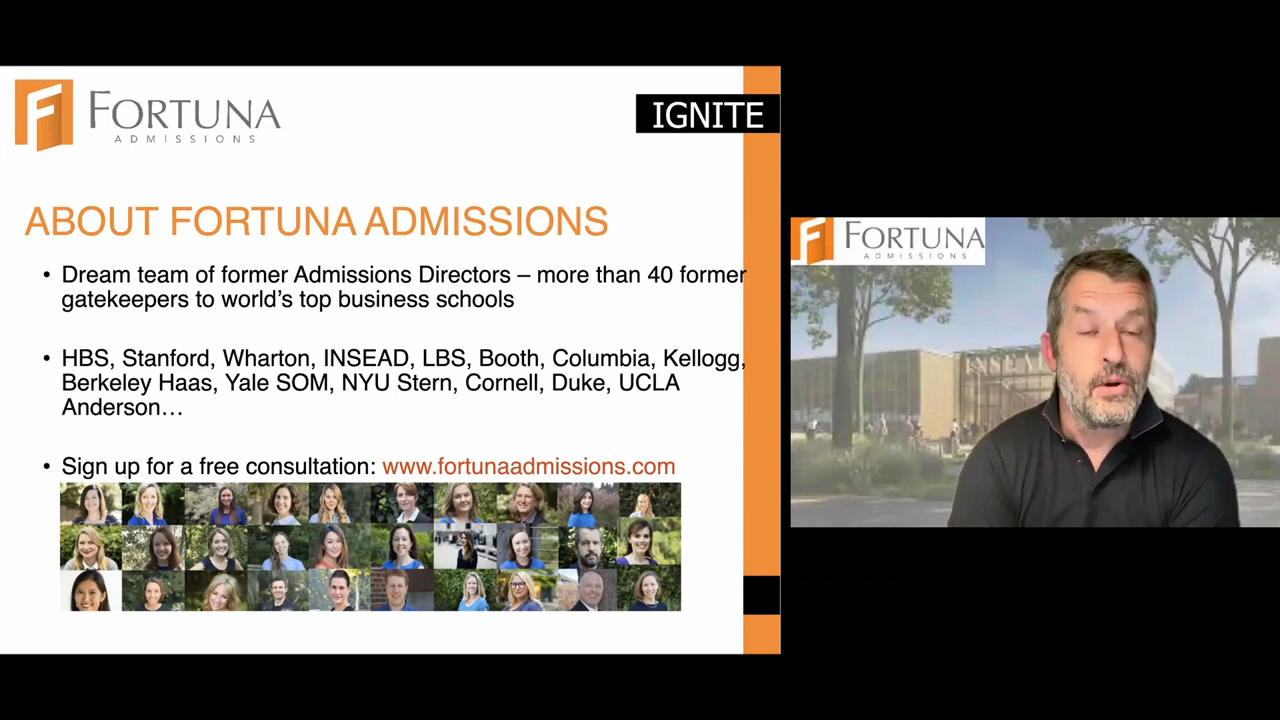 FORTUNA
ADMISSIONS
IGNITE
ABOUT FORTUNA ADMISSIONS
• Dream team of former Admissions Directors – more than 40 former
gatekeepers to world's top business schools
• HBS, Stanford, Wharton, INSEAD, LBS, Booth, Columbia, Kellogg,
Berkeley Haas, Yale SOM, NYU Stern, Cornell, Duke, UCLA
Anderson…
• Sign up for a free consultation: www.fortunaadmissions.com
FORTUNA
ADMISSIONS